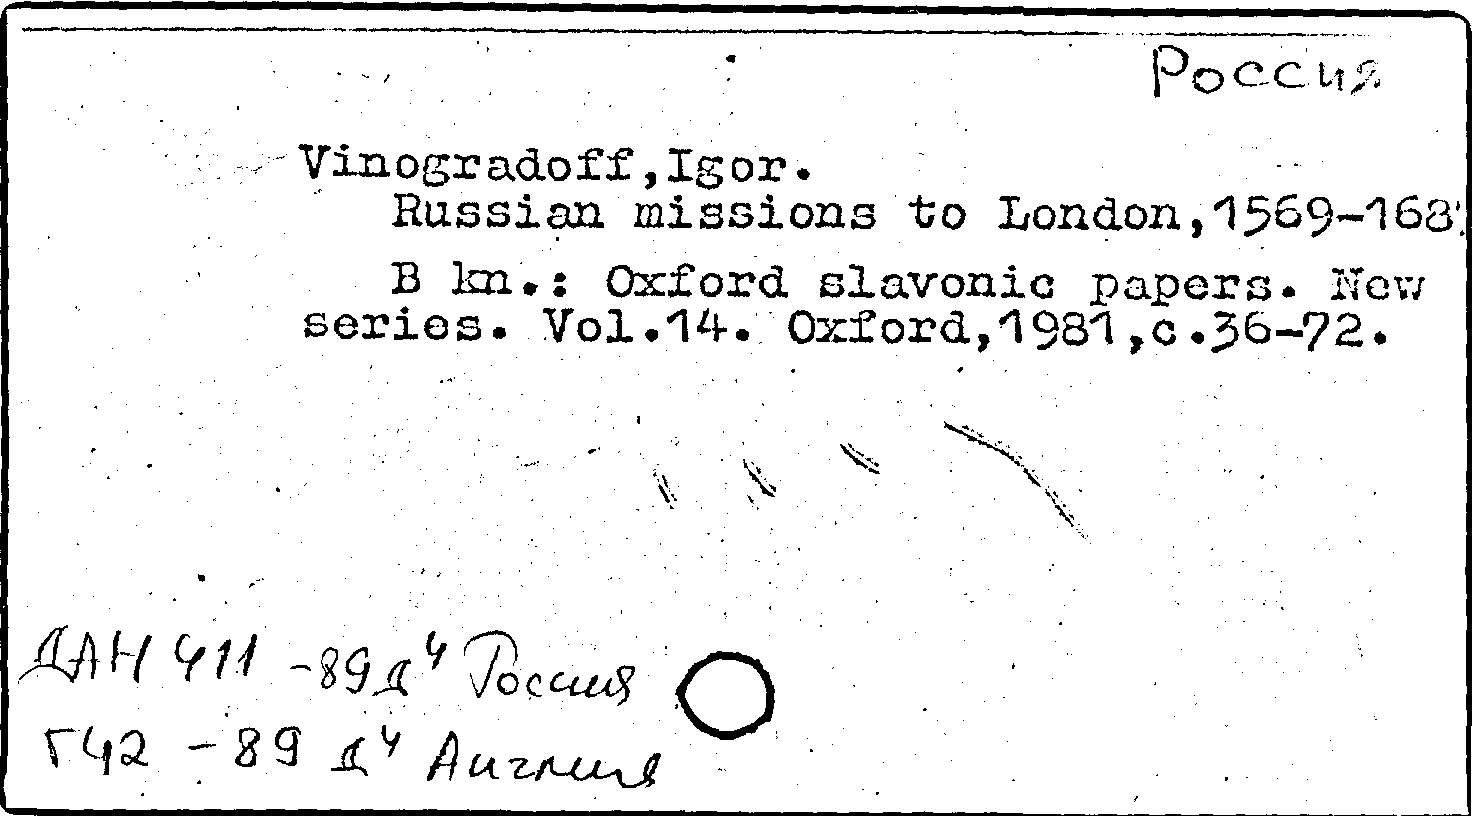 Россия
Vinogradoff,Igor.
Russian missions to London,1569-168
В kn.: Oxford slavonic papers. New
series. Vol.14. Oxford,1981,c.36-72.
ДАН 411 -89 д⁴ Россия
Г42 -89 д⁴ Англия